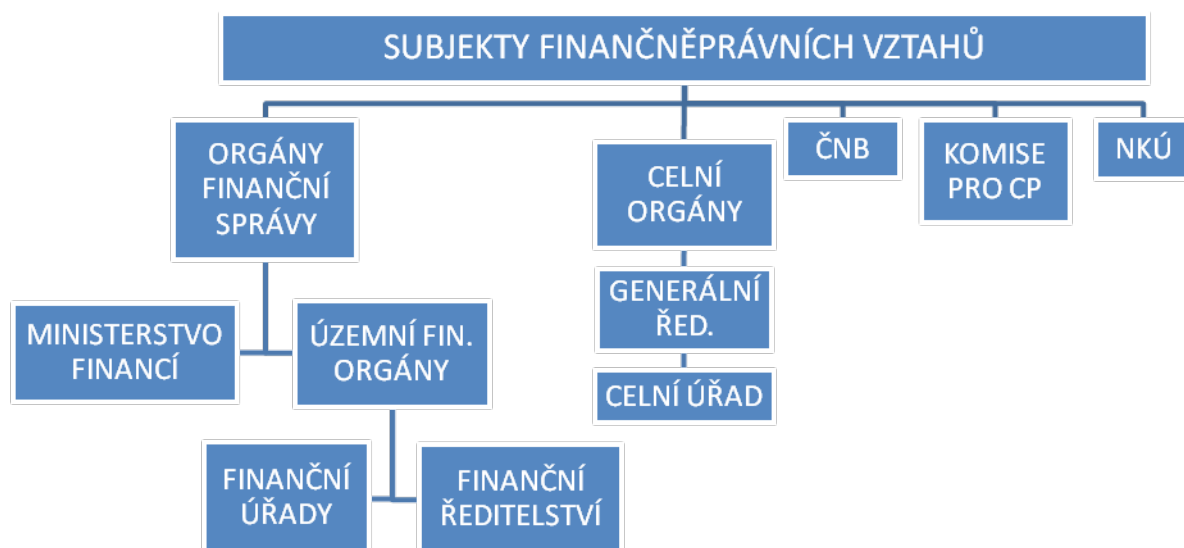 SUBJEKTY FINANČNĚPRÁVNÍCH VZTAHŮ
ORGÁNY
FINANČNÍ
SPRÁVY
CELNÍ
ORGÁNY
ČNB
KOMISE
PRO CP
NKÚ
MINISTERSTVO
FINANCÍ
ÚZEMNÍ FIN.
ORGÁNY
GENERÁLNÍ
ŘED.
CELNÍ ÚŘAD
FINANČNÍ
ÚŘADY
FINANČNÍ
ŘEDITELSTVÍ